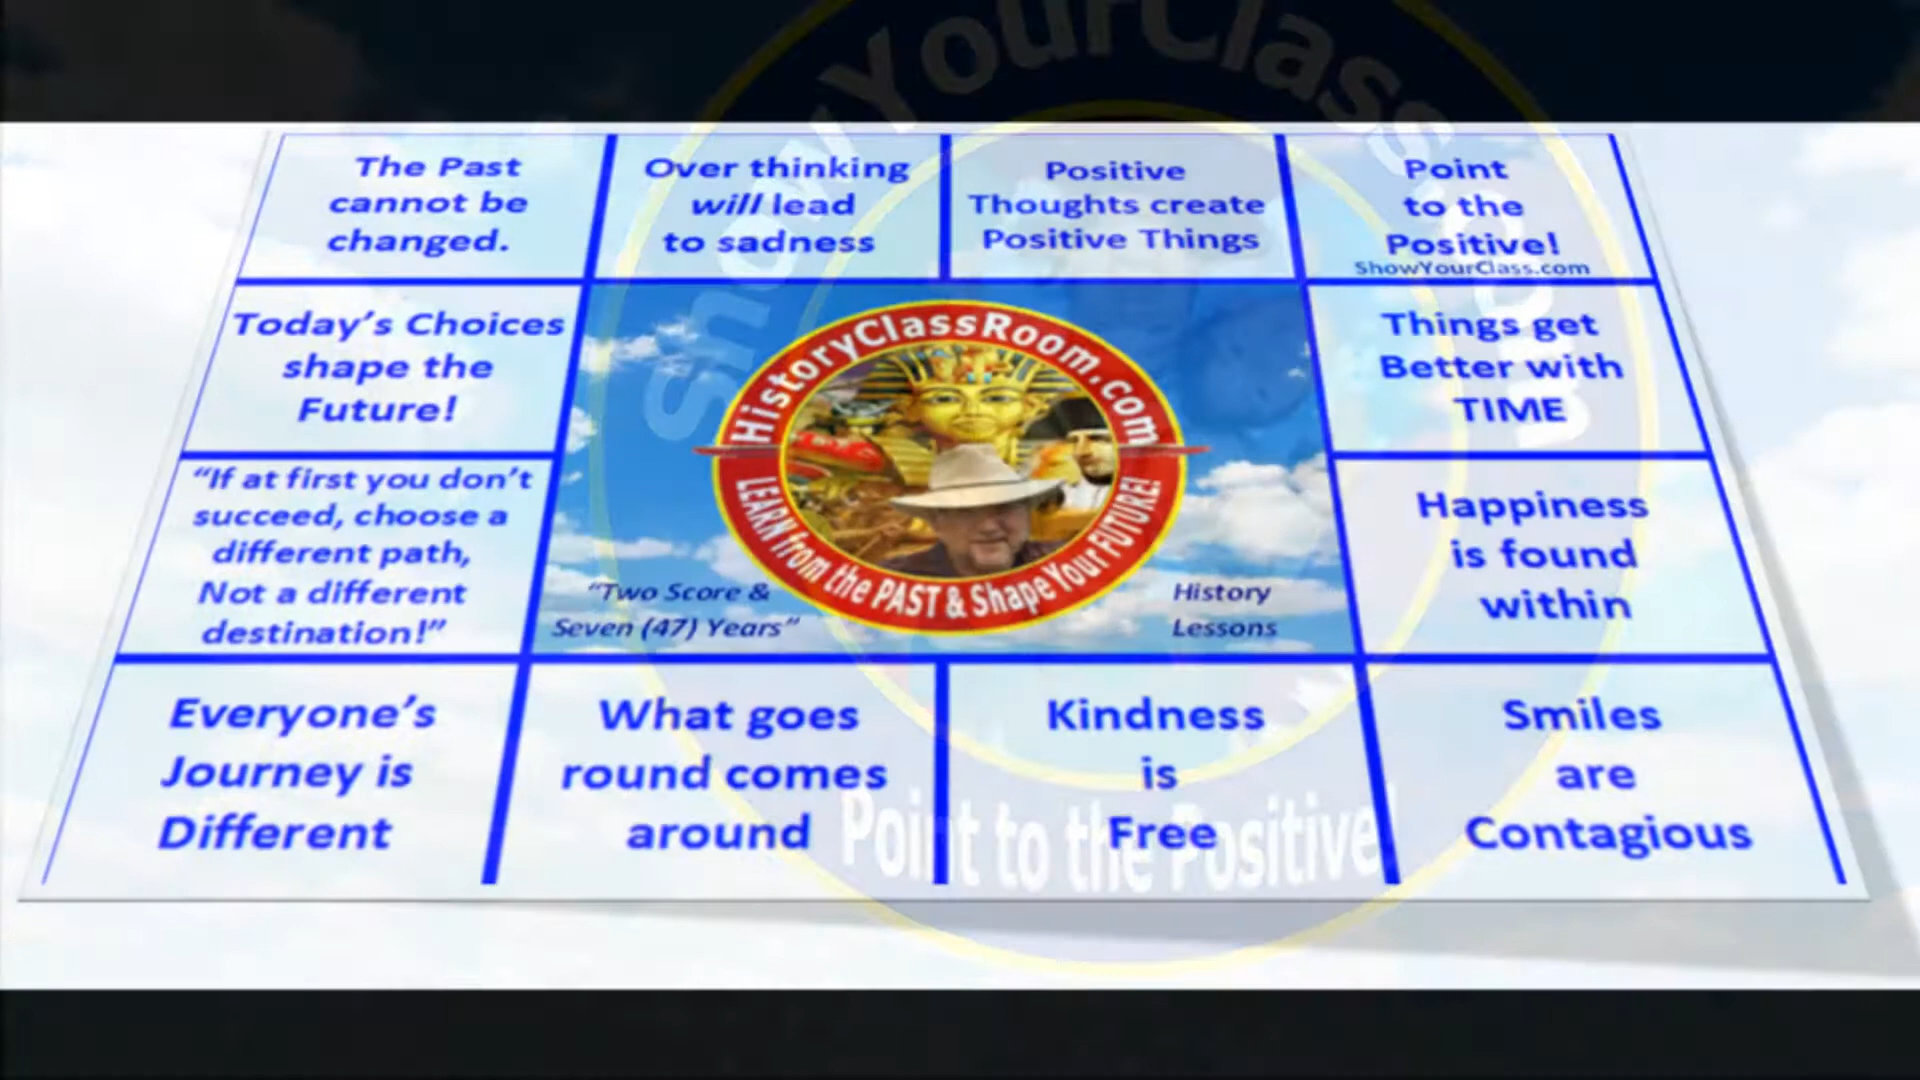 ShowYourClass.com
The Past
cannot be
changed.
Over thinking
will lead
to sadness
Positive
Thoughts create
Positive Things
Point
to the
Positive!
ShowYourClass.com
Today's Choices
shape the
Future!
HistoryClassRoom.com
LEARN from the PAST & Shape Your FUTURE!
Things get
Better with
TIME
“If at first you don't
succeed, choose a
different path,
Not a different
destination!”
“Two Score &
Seven (47) Years”
History
Lessons
Happiness
is found
within
Everyone's
Journey is
Different
What goes
round comes
around
Kindness
is
Free
Smiles
are
Contagious
Point to the Positive!